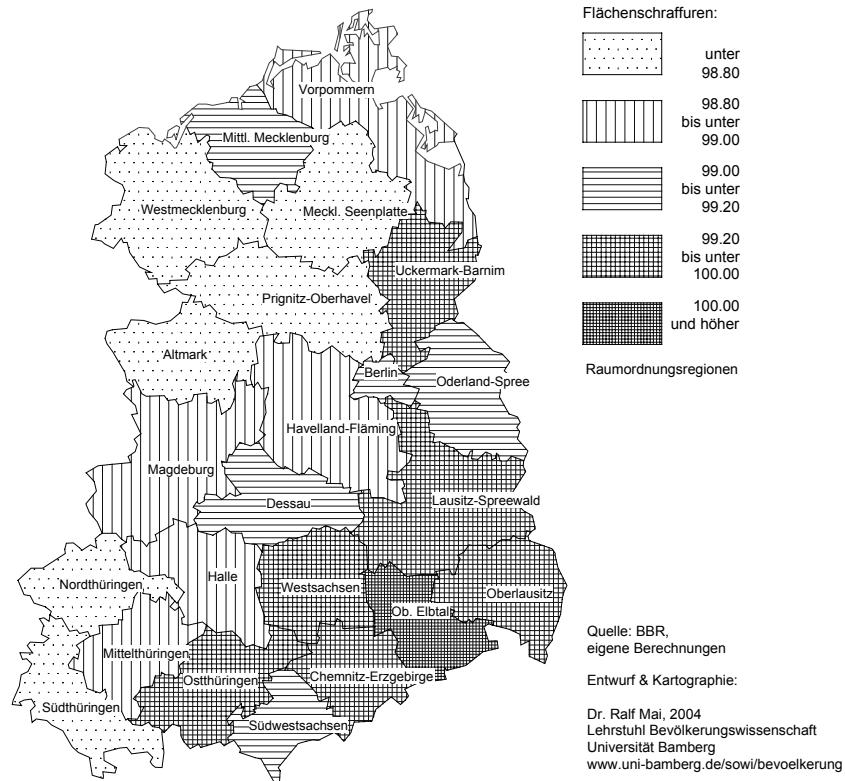 Flächenschraffuren:
unter
98.80
98.80
bis unter
99.00
99.00
bis unter
99.20
99.20
bis unter
100.00
100.00
und höher
Raumordnungsregionen
Vorpommern
Mittl. Mecklenburg
Westmecklenburg
Meckl. Seenplatte
Uckermark-Barnim
Prignitz-Oberhavel
Altmark
Berlin
Oderland-Spree
Havelland-Fläming
Magdeburg
Dessau
Lausitz-Spreewald
Nordthüringen
Halle
Westsachsen
Oberlausitz
Ob. Elbtal
Mittelthüringen
Ostthüringen
Chemnitz-Erzgebirge
Südthüringen
Südwestsachsen
Quelle: BBR,
eigene Berechnungen
Entwurf & Kartographie:
Dr. Ralf Mai, 2004
Lehrstuhl Bevölkerungswissenschaft
Universität Bamberg
www.uni-bamberg.de/sowi/bevoelkerung